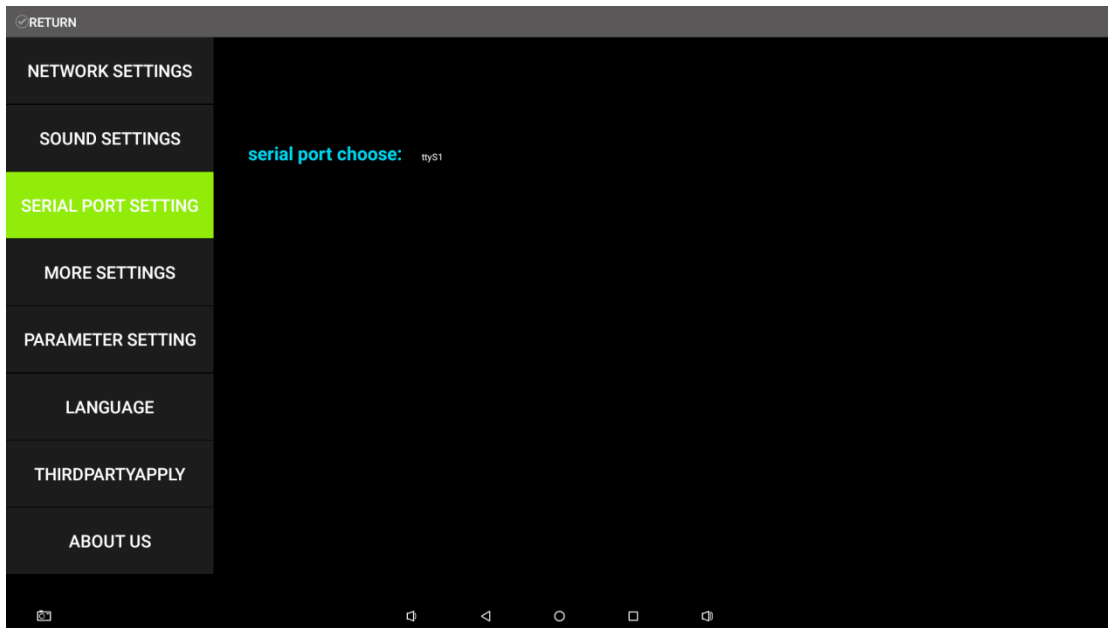 RETURN
NETWORK SETTINGS
SOUND SETTINGS
serial port choose: ttyS1
SERIAL PORT SETTING
MORE SETTINGS
PARAMETER SETTING
LANGUAGE
THIRDPARTYAPPLY
ABOUT US